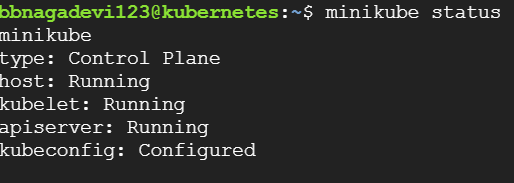 bbnagadevi123@kubernetes:~$ minikube status
minikube
type: Control Plane
host: Running
kubelet: Running
apiserver: Running
kubeconfig: Configured